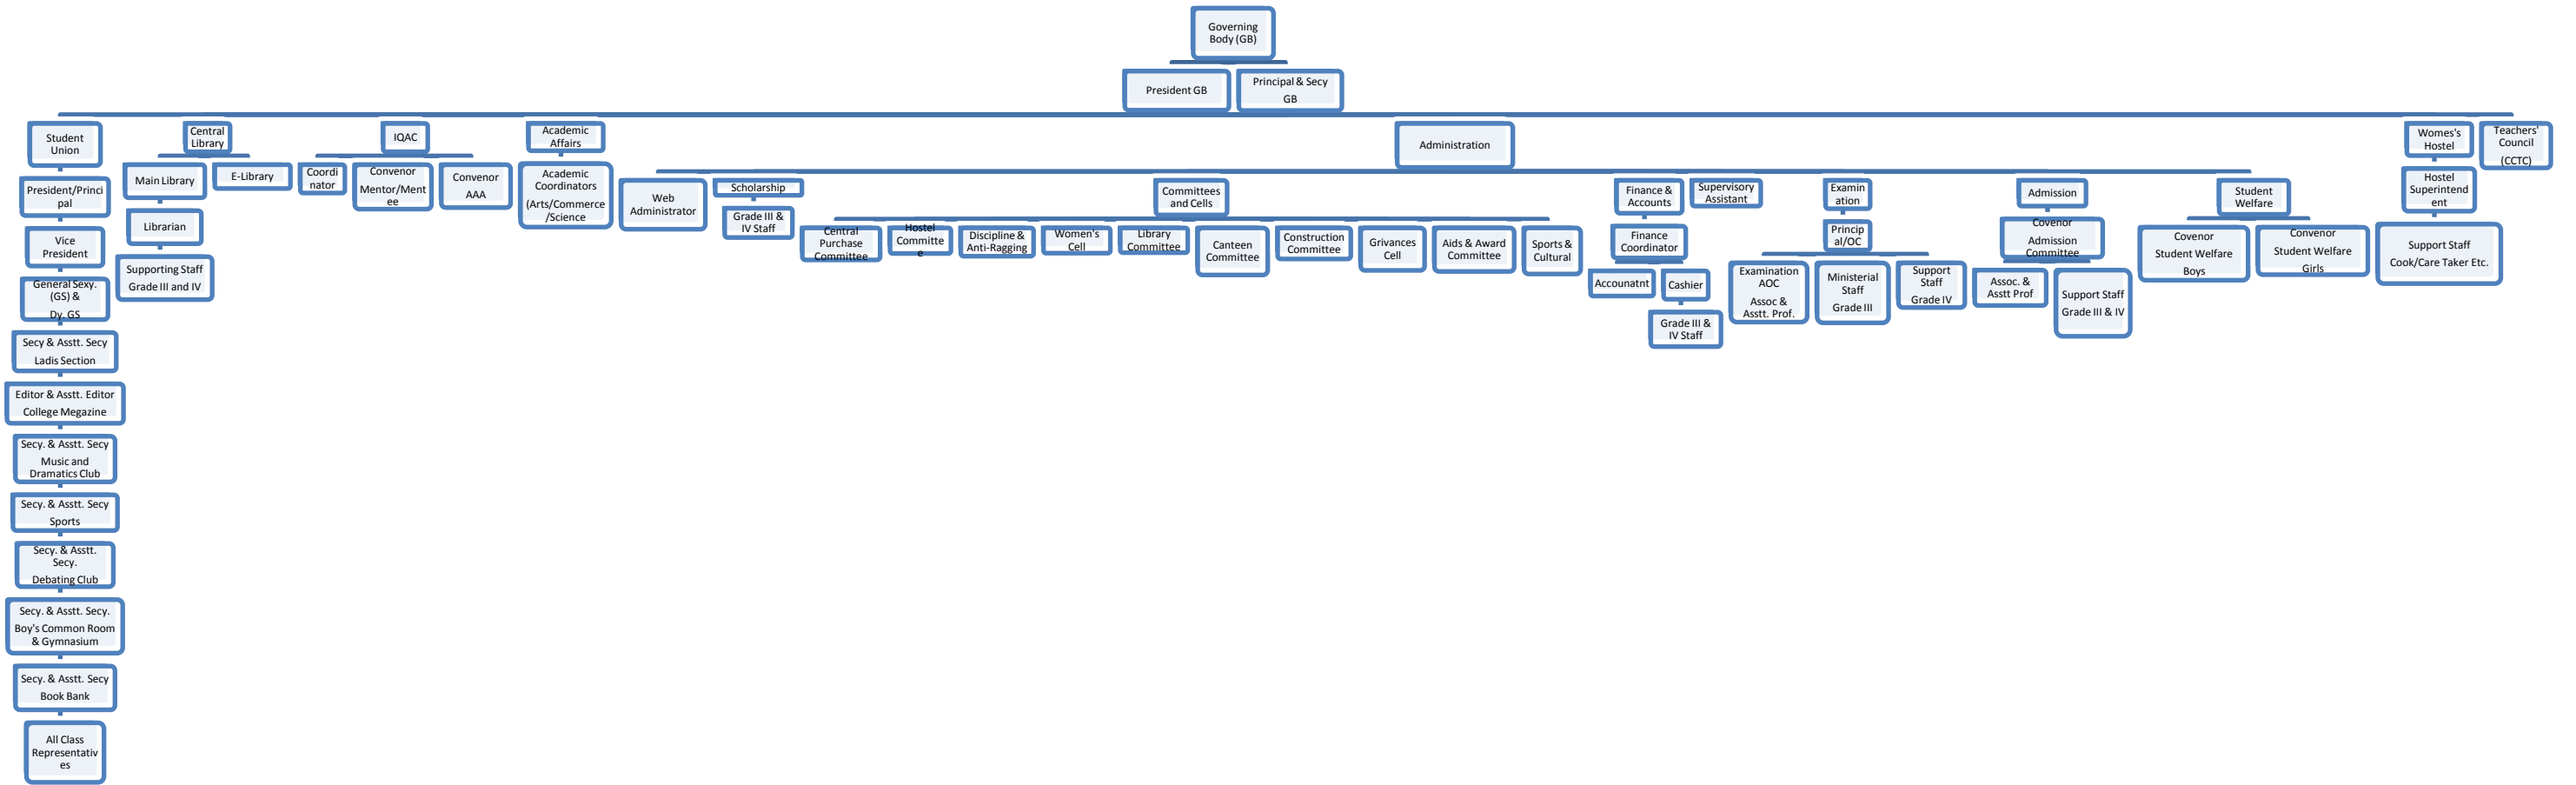 Governing
Body (GB)
President GB
Principal & Secy
GB
Student
Union
Central
Library
IQAC
Academic
Affairs
Administration
Womes's
Hostel
Teachers'
Council
(CCTC)
President/Princi
pal
Main Library
E-Library
Coordi
nator
Convenor
Mentor/Ment
ee
Convenor
AAA
Academic
Coordinators
(Arts/Commerce
/Science
Web
Administrator
Scholarship
Committees
and Cells
Finance &
Accounts
Supervisory
Assistant
Examin
ation
Admission
Student
Welfare
Hostel
Superintend
ent
Vice
President
Librarian
Grade III &
IV Staff
Central
Purchase
Committee
Hostel
Committe
e
Discipline &
Anti-Ragging
Women's
Cell
Library
Committee
Canteen
Committee
Construction
Committee
Grivances
Cell
Aids & Award
Committee
Sports &
Cultural
Finance
Coordinator
Princip
al/OC
Covenor
Admission
Committee
Covenor
Student Welfare
Boys
Convenor
Student Welfare
Girls
Support Staff
Cook/Care Taker Etc.
Supporting Staff
Grade III and IV
Accounatnt
Cashier
Examination
AOC
Assoc &
Asstt. Prof.
Ministerial
Staff
Grade III
Support
Staff
Grade IV
Assoc. &
Asstt Prof
Support Staff
Grade III & IV
General Sexy.
(GS) &
Dy. GS
Grade III &
IV Staff
Secy & Asstt. Secy
Ladis Section
Editor & Asstt. Editor
College Megazine
Secy. & Asstt. Secy
Music and
Dramatics Club
Secy. & Asstt. Secy
Sports
Secy. & Asstt.
Secy.
Debating Club
Secy. & Asstt. Secy.
Boy's Common Room
& Gymnasium
Secy. & Asstt. Secy
Book Bank
All Class
Representativ
es